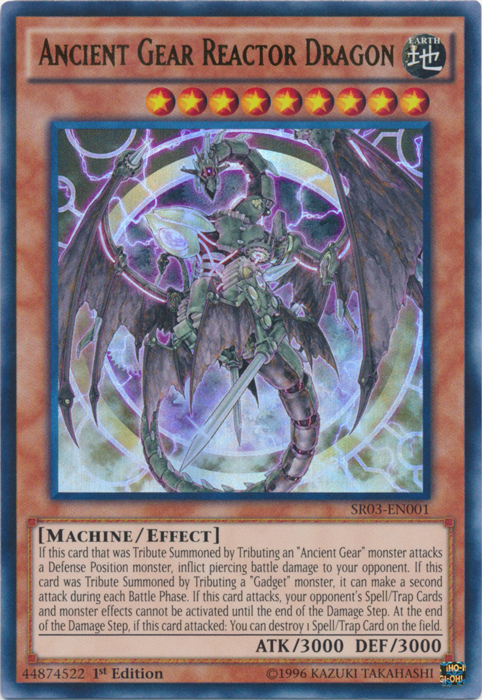 ANCIENT GEAR REACTOR DRAGON
EARTH
地
SR03-EN001
[MACHINE/EFFECT]
If this card that was Tribute Summoned by Tributing an "Ancient Gear" monster attacks
a Defense Position monster, inflict piercing battle damage to your opponent. If this
card was Tribute Summoned by Tributing a "Gadget" monster, it can make a second
attack during each Battle Phase. If this card attacks, your opponent's Spell/Trap Cards
and monster effects cannot be activated until the end of the Damage Step. At the end
of the Damage Step, if this card attacked: You can destroy 1 Spell/Trap Card on the field.
ATK/3000 DEF/3000
44874522 1st Edition ©1996 KAZUKI TAKAHASHI